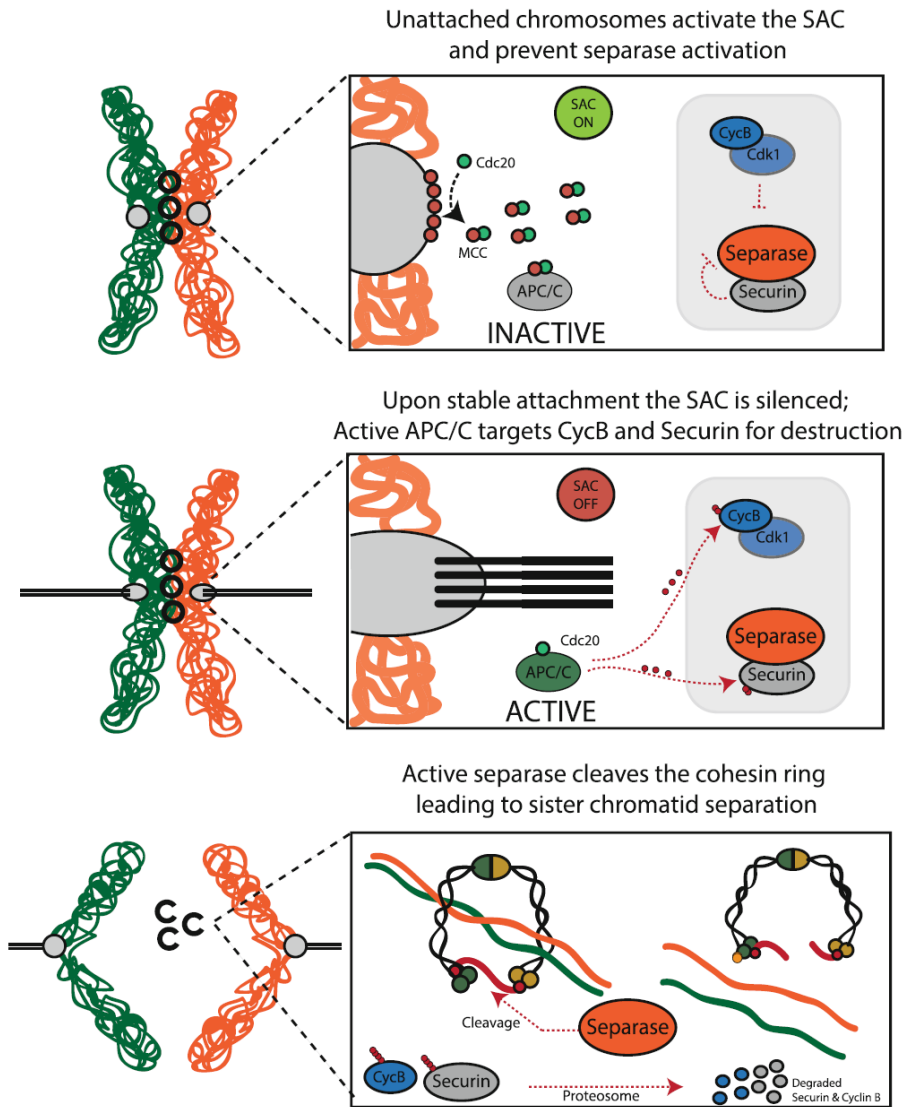 Unattached chromosomes activate the SAC
and prevent separase activation
SAC
ON
CycB
Cdk1
Cdc20
MCC
Separase
Securin
APC/C
INACTIVE
Upon stable attachment the SAC is silenced;
Active APC/C targets CycB and Securin for destruction
SAC
OFF
CycB
Cdk1
Cdc20
APC/C
Separase
Securin
ACTIVE
Active separase cleaves the cohesin ring
leading to sister chromatid separation
Cleavage
Separase
CycB
Securin
Proteosome
Degraded
Securin & Cyclin B